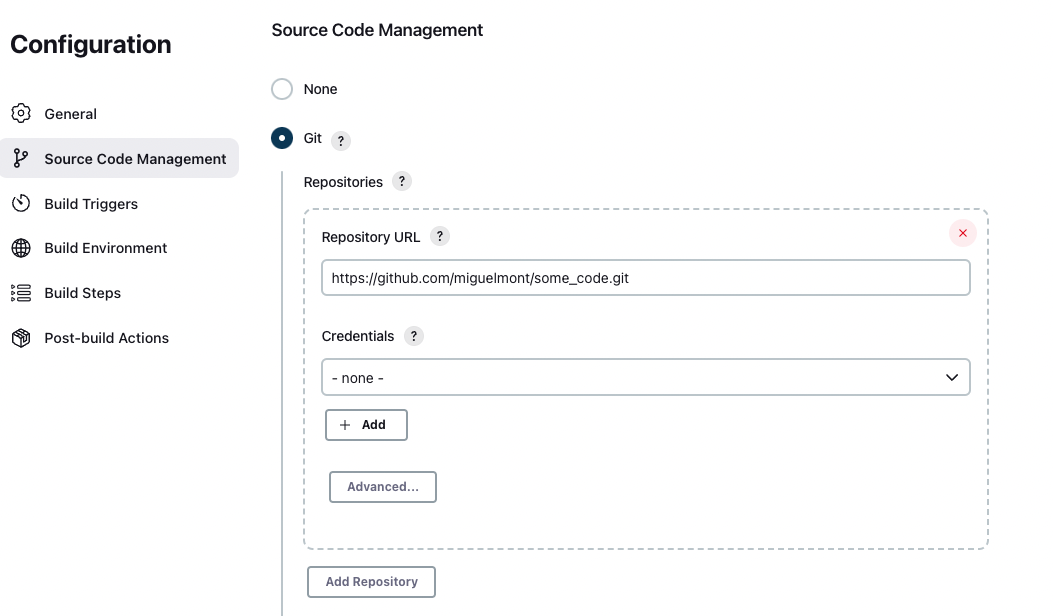 Configuration
General
Source Code Management
Build Triggers
Build Environment
Build Steps
Post-build Actions
Source Code Management
None
Git ?
Repositories ?
Repository URL ?
https://github.com/miguelmont/some_code.git
Credentials ?
- none -
+ Add
Advanced...
Add Repository